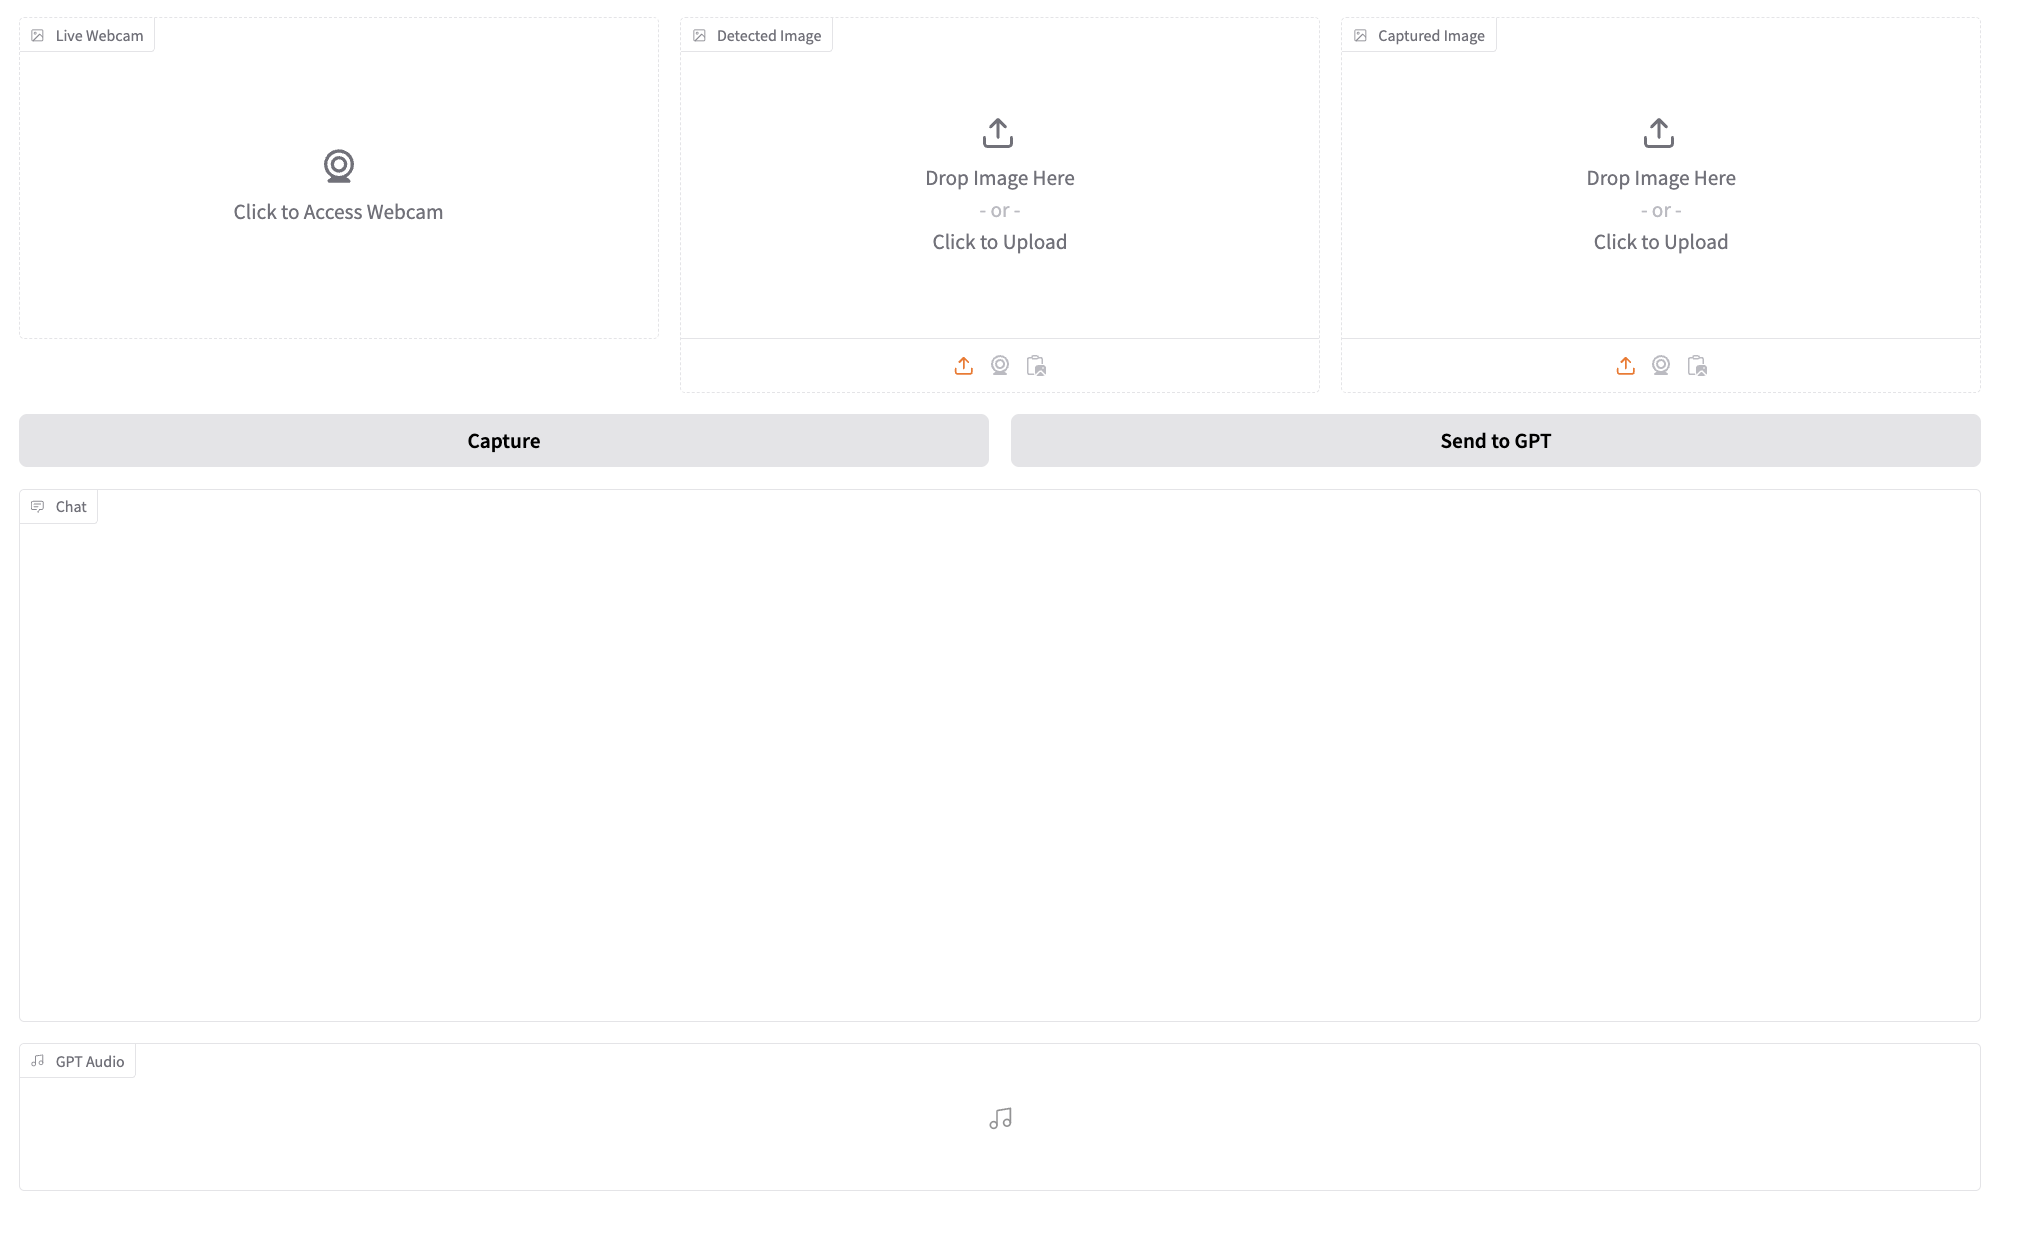 Live Webcam
Click to Access Webcam
Detected Image
Drop Image Here
- or -
Click to Upload
Captured Image
Drop Image Here
- or -
Click to Upload
Capture
Send to GPT
Chat
GPT Audio